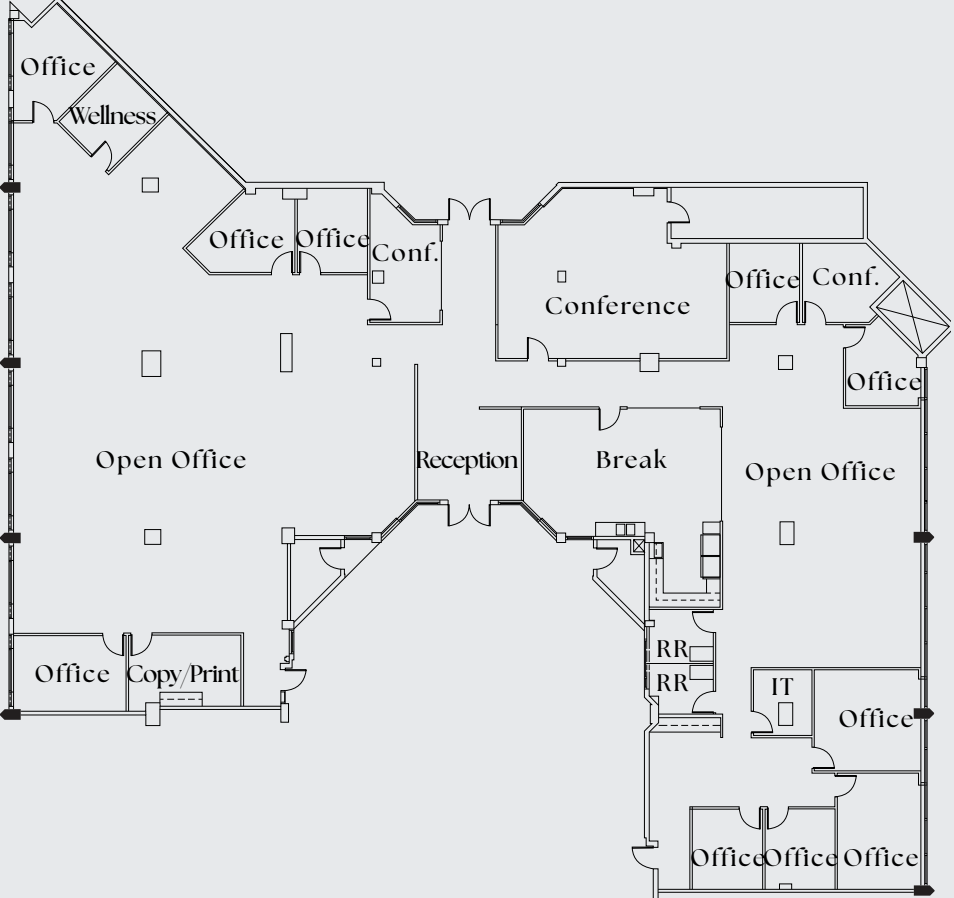 Office
Wellness
Office
Office
Conf.
Conference
Office
Conf.
Office
Open Office
Reception
Break
Open Office
RR
RR
Office
Copy/Print
IT
Office
Office
Office
Office